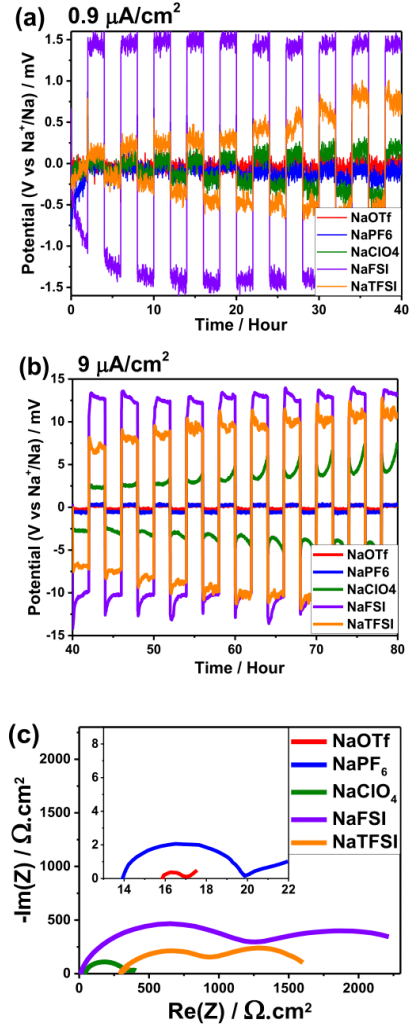 (a) 0.9 µA/cm²
Potential (V vs Na⁺/Na) / mV
1.5
1.0
0.5
0.0
-0.5
-1.0
-1.5
NaOTf
NaPF6
NaClO4
NaFSI
NaTFSI
0 10 20 30 40
Time / Hour
(b) 9 µA/cm²
Potential (V vs Na⁺/Na) / mV
15
10
5
0
-5
-10
-15
NaOTf
NaPF6
NaClO4
NaFSI
NaTFSI
40 50 60 70 80
Time / Hour
(c)
-Im(Z) / Ω.cm²
2000
1500
1000
500
0
8
6
4
2
0
14 16 18 20 22
NaOTf
NaPF₆
NaClO₄
NaFSI
NaTFSI
0 500 1000 1500 2000
Re(Z) / Ω.cm²